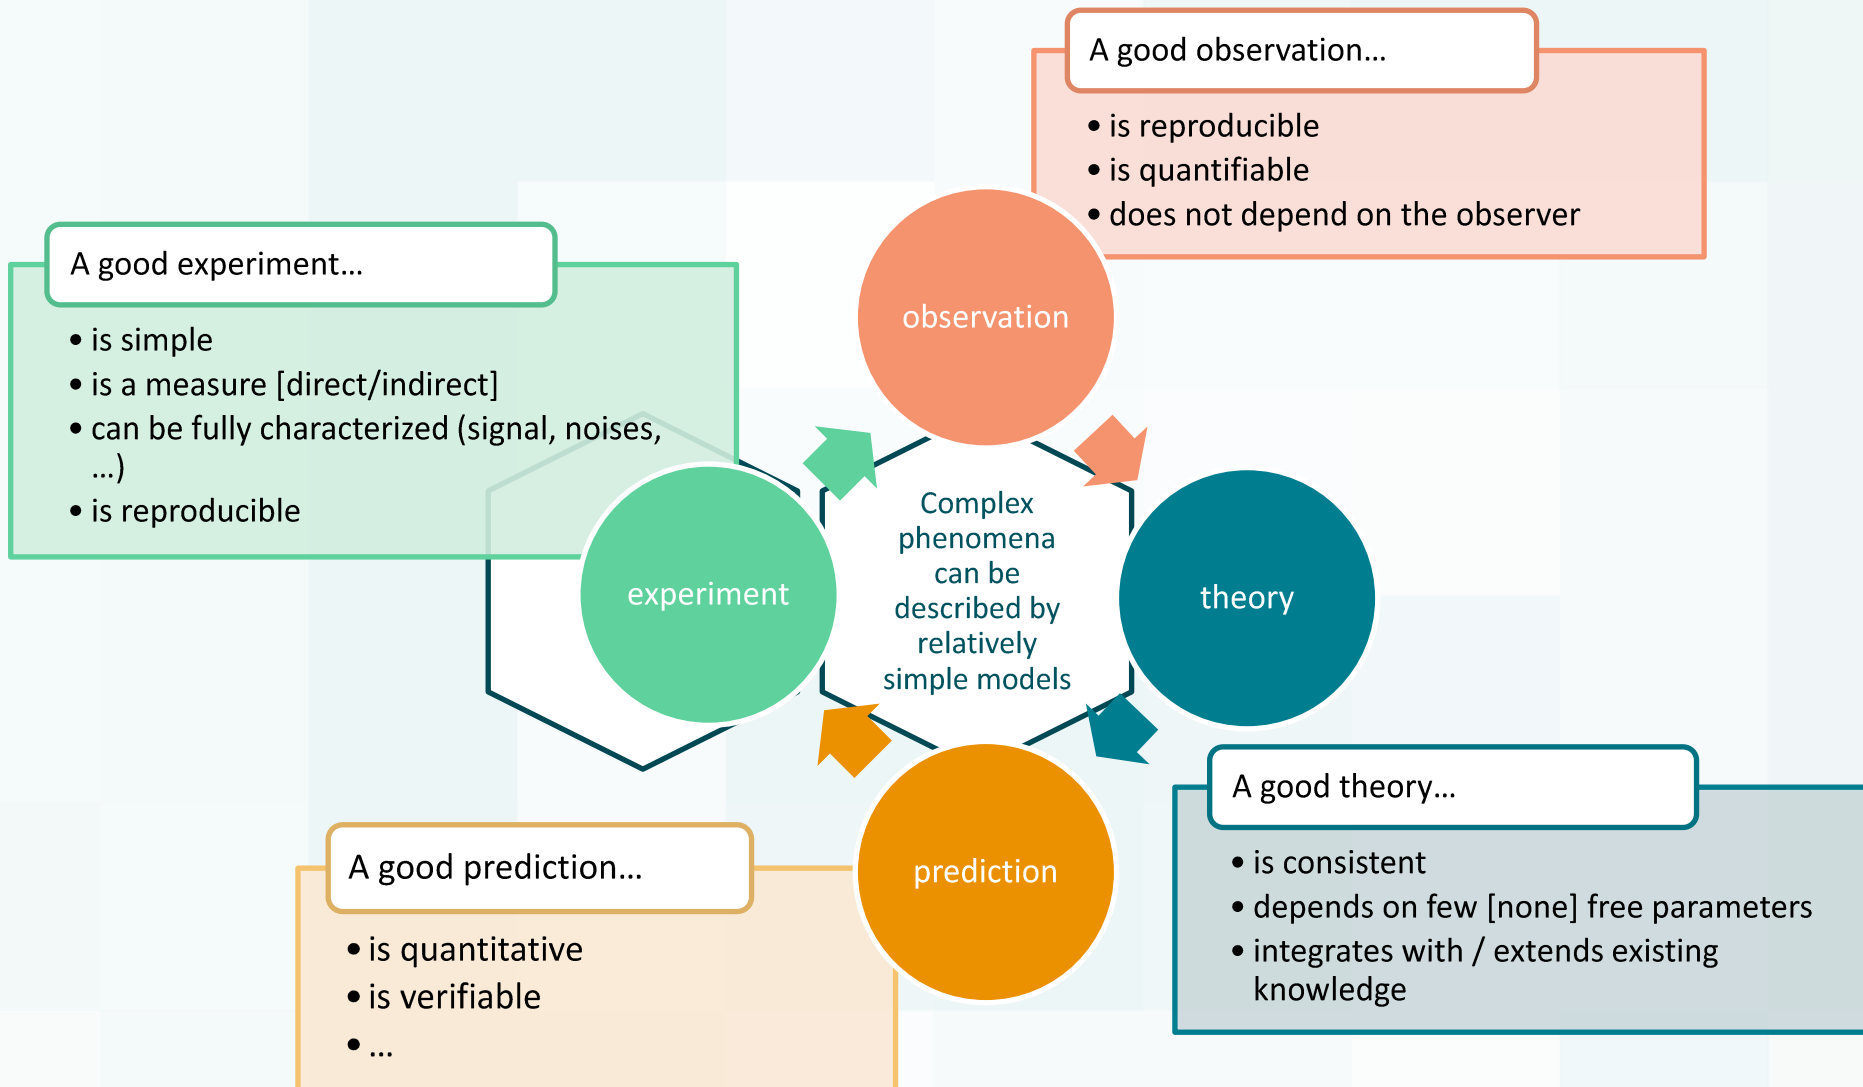 A good observation...
• is reproducible
• is quantifiable
• does not depend on the observer
A good experiment...
• is simple
• is a measure [direct/indirect]
• can be fully characterized (signal, noises,
...)
• is reproducible
observation
experiment
Complex
phenomena
can be
described by
relatively
simple models
theory
prediction
A good theory...
• is consistent
• depends on few [none] free parameters
• integrates with / extends existing
knowledge
A good prediction...
• is quantitative
• is verifiable
• ...